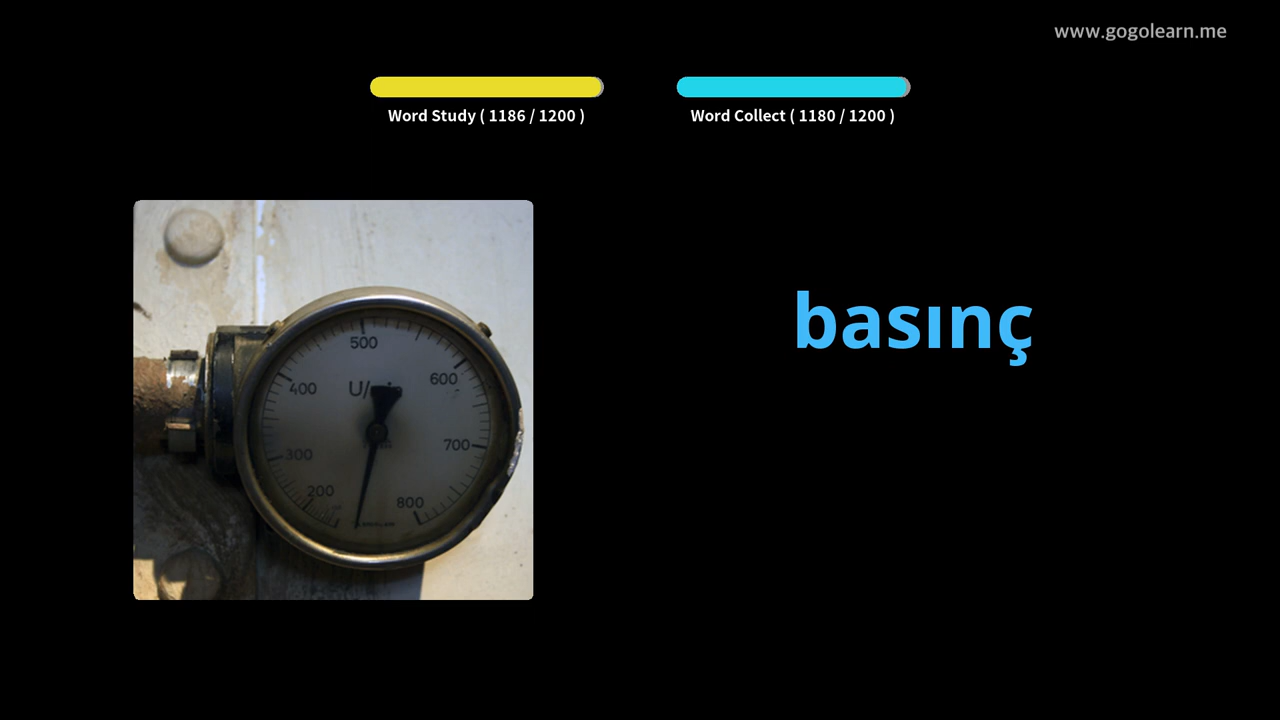 www.gogolearn.me
Word Study ( 1186 / 1200 )
Word Collect ( 1180 / 1200 )
basınç
500
400
600
U/
300
700
200
800